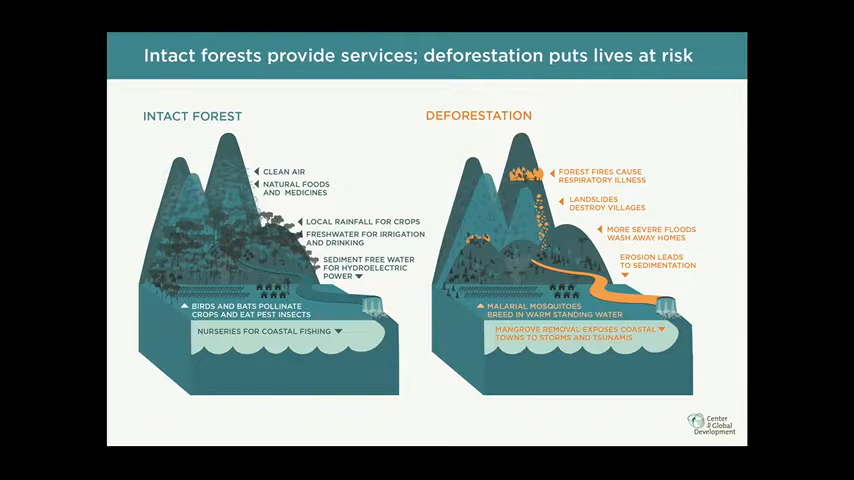 Intact forests provide services; deforestation puts lives at risk
INTACT FOREST
CLEAN AIR
NATURAL FOODS
AND MEDICINES
LOCAL RAINFALL FOR CROPS
FRESHWATER FOR IRRIGATION
AND DRINKING
SEDIMENT FREE WATER
FOR HYDROELECTRIC
POWER
BIRDS AND BATS POLLINATE
CROPS AND EAT PEST INSECTS
NURSERIES FOR COASTAL FISHING
DEFORESTATION
FOREST FIRES CAUSE
RESPIRATORY ILLNESS
LANDSLIDES
DESTROY VILLAGES
MORE SEVERE FLOODS
WASH AWAY HOMES
EROSION LEADS
TO SEDIMENTATION
MALARIAL MOSQUITOES
BREED IN WARM STANDING WATER
MANGROVE REMOVAL EXPOSES COASTAL
TOWNS TO STORMS AND TSUNAMIS
Center
for Global
Development